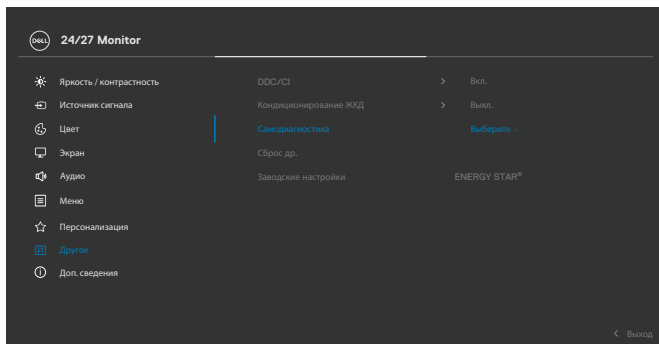 DELL 24/27 Monitor
Яркость / контрастность DDC/CI > Вкл.
Источник сигнала Кондиционирование ЖКД > Выкл.
Цвет Самодиагностика Выберите
Экран Сброс др.
Аудио Заводские настройки ENERGY STAR®
Меню
Персонализация
Другое
Доп. сведения
< Выход